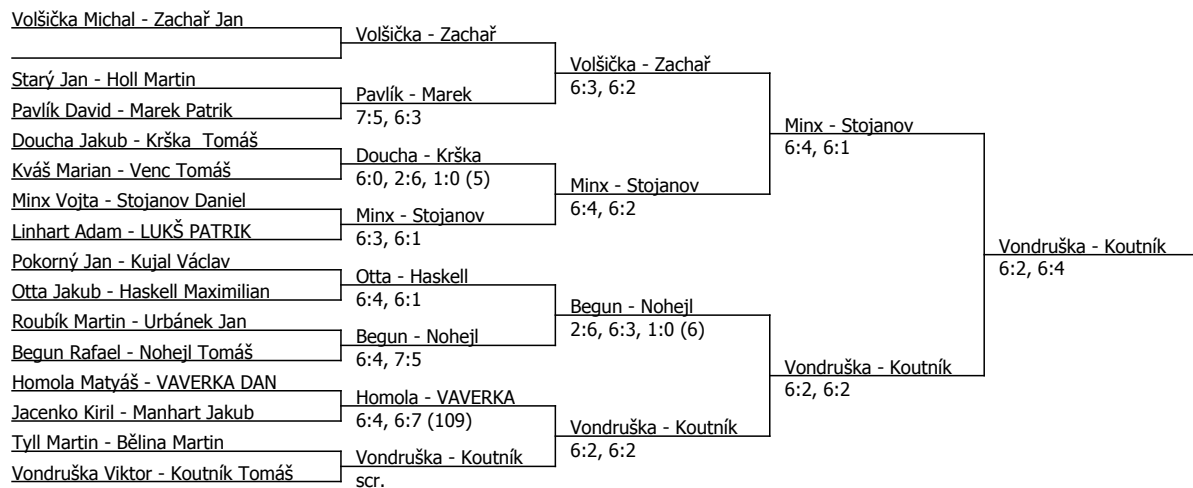 Volšička Michal - Zachař Jan
Starý Jan - Holl Martin
Pavlík David - Marek Patrik
Doucha Jakub - Krška  Tomáš
Kváš Marian - Venc Tomáš
Minx Vojta - Stojanov Daniel
Linhart Adam - LUKŠ PATRIK
Pokorný Jan - Kujal Václav
Otta Jakub - Haskell Maximilian
Roubík Martin - Urbánek Jan
Begun Rafael - Nohejl Tomáš
Homola Matyáš - VAVERKA DAN
Jacenko Kiril - Manhart Jakub
Tyll Martin - Bělina Martin
Vondruška Viktor - Koutník Tomáš
Volšička - Zachař
Pavlík - Marek
7:5, 6:3
Doucha - Krška
6:0, 2:6, 1:0 (5)
Minx - Stojanov
6:3, 6:1
Otta - Haskell
6:4, 6:1
Begun - Nohejl
6:4, 7:5
Homola - VAVERKA
6:4, 6:7 (109)
Vondruška - Koutník
scr.
Volšička - Zachař
6:3, 6:2
Minx - Stojanov
6:4, 6:2
Begun - Nohejl
2:6, 6:3, 1:0 (6)
Vondruška - Koutník
6:2, 6:2
Minx - Stojanov
6:4, 6:1
Vondruška - Koutník
6:2, 6:2
Vondruška - Koutník
6:2, 6:4